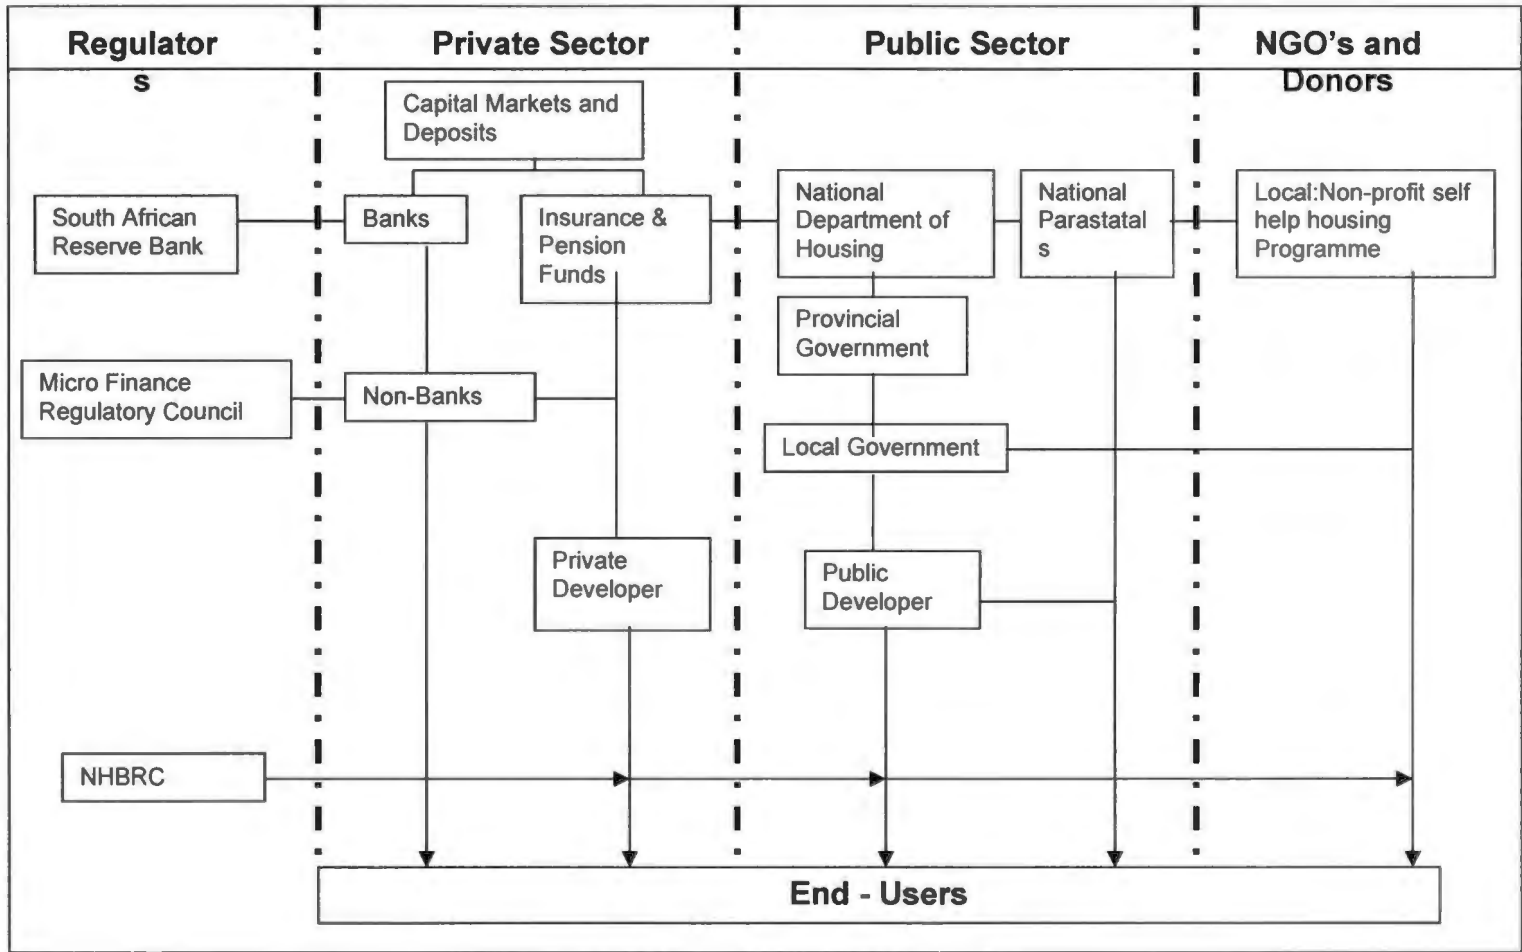 Regulator
s
Private Sector
Public Sector
NGO's and
Donors
Capital Markets and
Deposits
South African
Reserve Bank
Banks
Insurance &
Pension
Funds
National
Department of
Housing
National
Parastatal
s
Local:Non-profit self
help housing
Programme
Provincial
Government
Micro Finance
Regulatory Council
Non-Banks
Local Government
Private
Developer
Public
Developer
NHBRC
End - Users